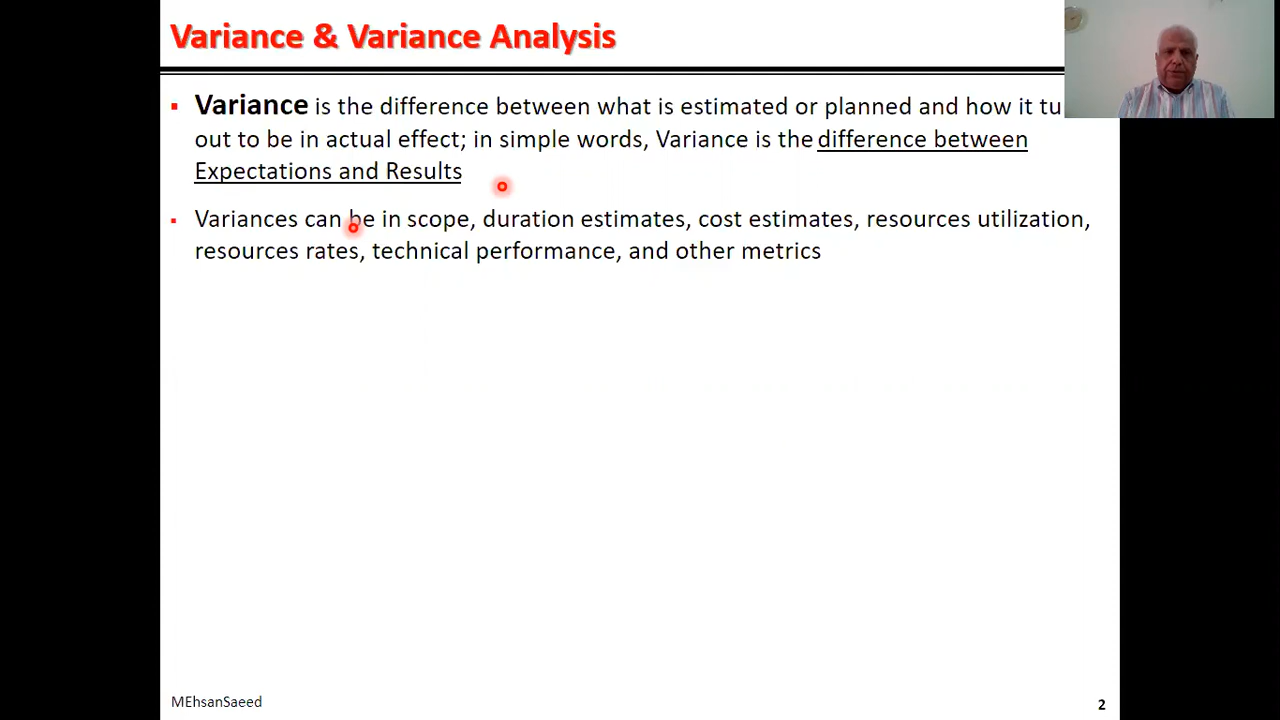 Variance & Variance Analysis
Variance is the difference between what is estimated or planned and how it
out to be in actual effect; in simple words, Variance is the difference between
Expectations and Results
Variances can be in scope, duration estimates, cost estimates, resources utilization,
resources rates, technical performance, and other metrics
MEhsanSaeed
2